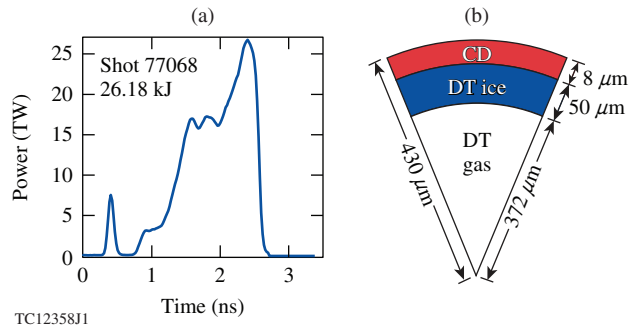 (a)
Shot 77068
26.18 kJ
Power (TW)
25
20
15
10
5
0
0
1
2
3
Time (ns)
TC12358J1
(b)
CD
DT ice
DT
gas
8 μm
50 μm
430 μm
372 μm